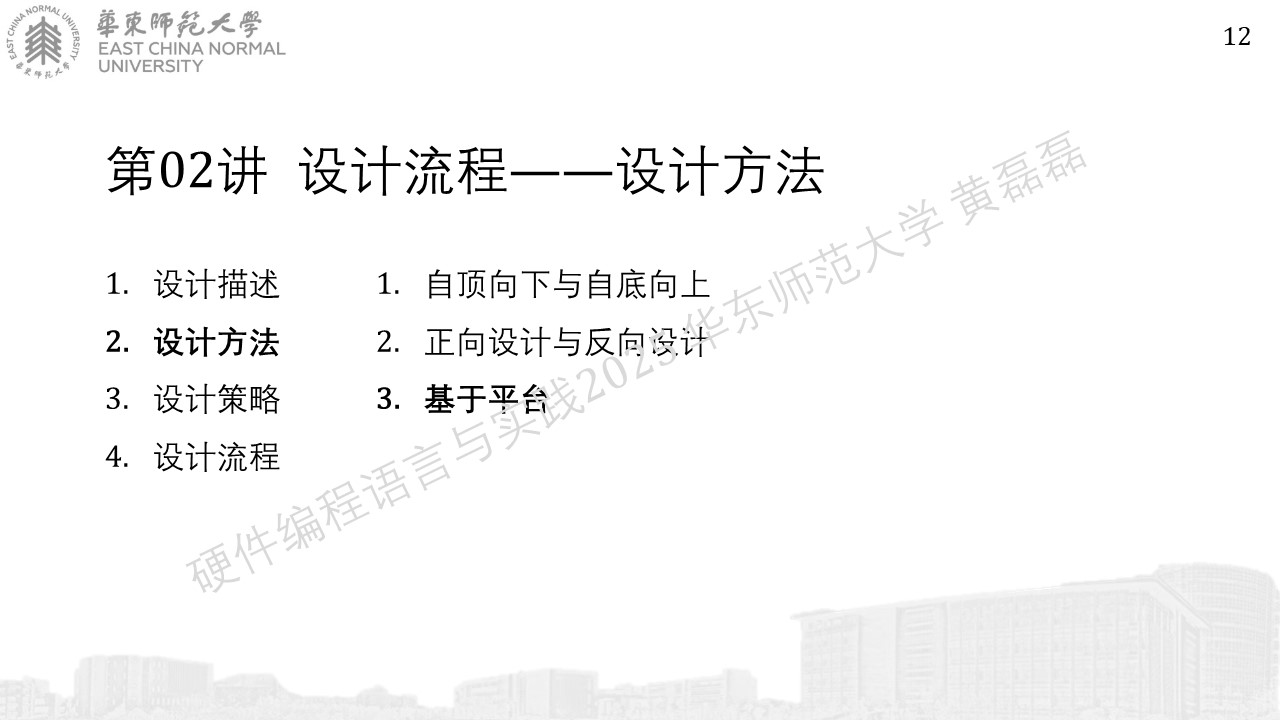 華東師範大學
EAST CHINA NORMAL
UNIVERSITY
EAST CHINA NORMAL UNIVERSITY
華東師范大学
12
第02讲 设计流程——设计方法
1. 设计描述
2. 设计方法
3. 设计策略
4. 设计流程
1. 自顶向下与自底向上
2. 正向设计与反向设计
3. 基于平台
硬件编程语言与实践2025 华东师范大学 黄磊磊